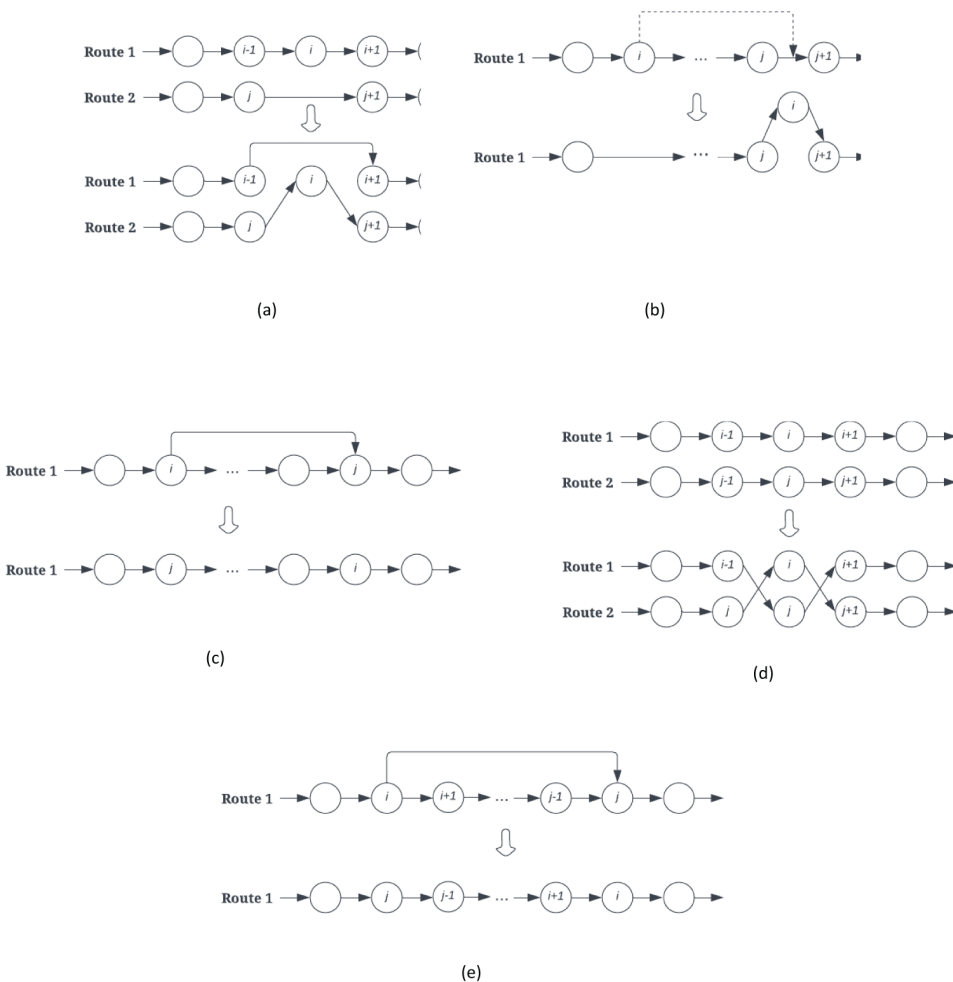 Route 1 i-1 i i+1
Route 2 j j+1
Route 1 i-1 i i+1
Route 2 j j+1
(a)
Route 1 i ... j j+1
i
Route 1 ... j j+1
(b)
Route 1 i ... j
Route 1 j ... i
(c)
Route 1 i-1 i i+1
Route 2 j-1 j j+1
Route 1 i-1 i i+1
Route 2 j j j+1
(d)
Route 1 i i+1 ... j-1 j
Route 1 j j-1 ... i+1 i
(e)